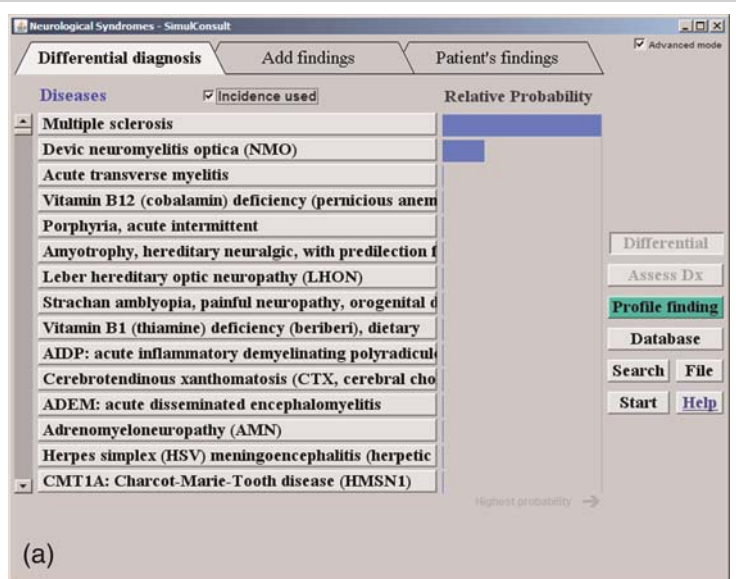 Neurological Syndromes - SimulConsult
Differential diagnosis
Add findings
Patient's findings
Advanced mode
Diseases
Incidence used
Relative Probability
Multiple sclerosis
Devic neuromyelitis optica (NMO)
Acute transverse myelitis
Vitamin B12 (cobalamin) deficiency (pernicious anem
Porphyria, acute intermittent
Amyotrophy, hereditary neuralgic, with predilection f
Leber hereditary optic neuropathy (LHON)
Strachan amblyopia, painful neuropathy, orogenital d
Vitamin B1 (thiamine) deficiency (beriberi), dietary
AIDP: acute inflammatory demyelinating polyradicul
Cerebrotendinous xanthomatosis (CTX, cerebral cho
ADEM: acute disseminated encephalomyelitis
Adrenomyeloneuropathy (AMN)
Herpes simplex (HSV) meningoencephalitis (herpetic
CMT1A: Charcot-Marie-Tooth disease (HMSN1)
Highest probability
Differential
Assess Dx
Profile finding
Database
Search File
Start Help
(a)